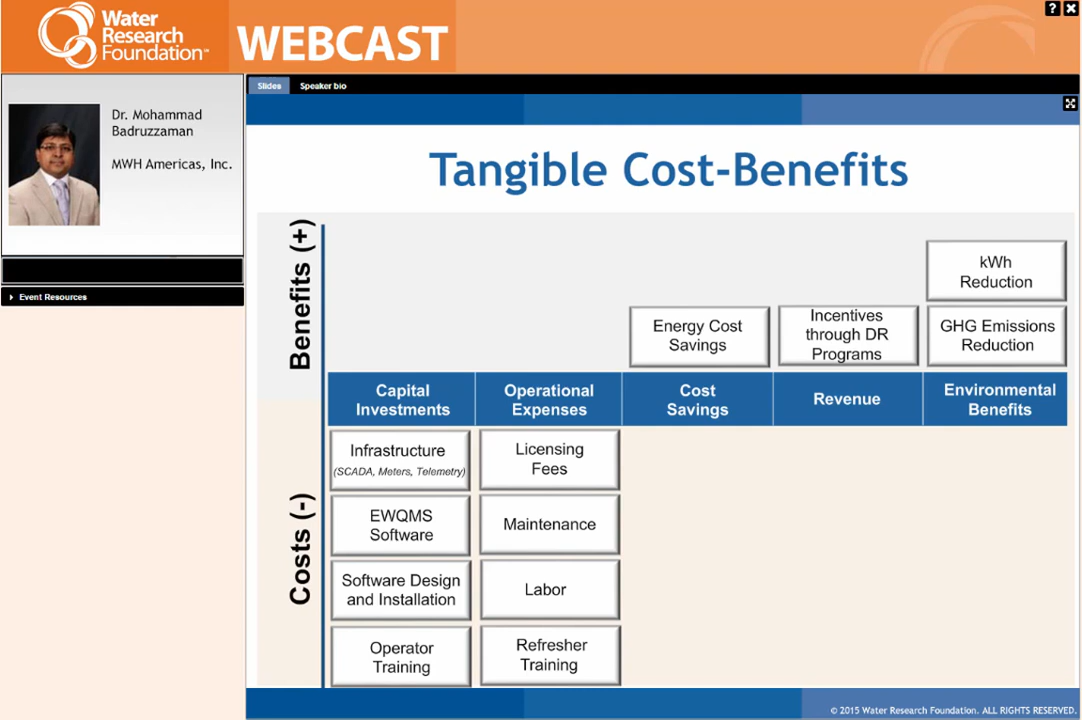 Water
Research
Foundation™
WEBCAST
? X
Slides
Speaker bio
Dr. Mohammad
Badruzzaman
MWH Americas, Inc.
Event Resources
Tangible Cost-Benefits
Benefits (+)
kWh
Reduction
Energy Cost
Savings
Incentives
through DR
Programs
GHG Emissions
Reduction
Capital
Investments
Operational
Expenses
Cost
Savings
Revenue
Environmental
Benefits
Costs (-)
Infrastructure
(SCADA, Meters, Telemetry)
Licensing
Fees
EWQMS
Software
Maintenance
Software Design
and Installation
Labor
Operator
Training
Refresher
Training
© 2015 Water Research Foundation. ALL RIGHTS RESERVED.